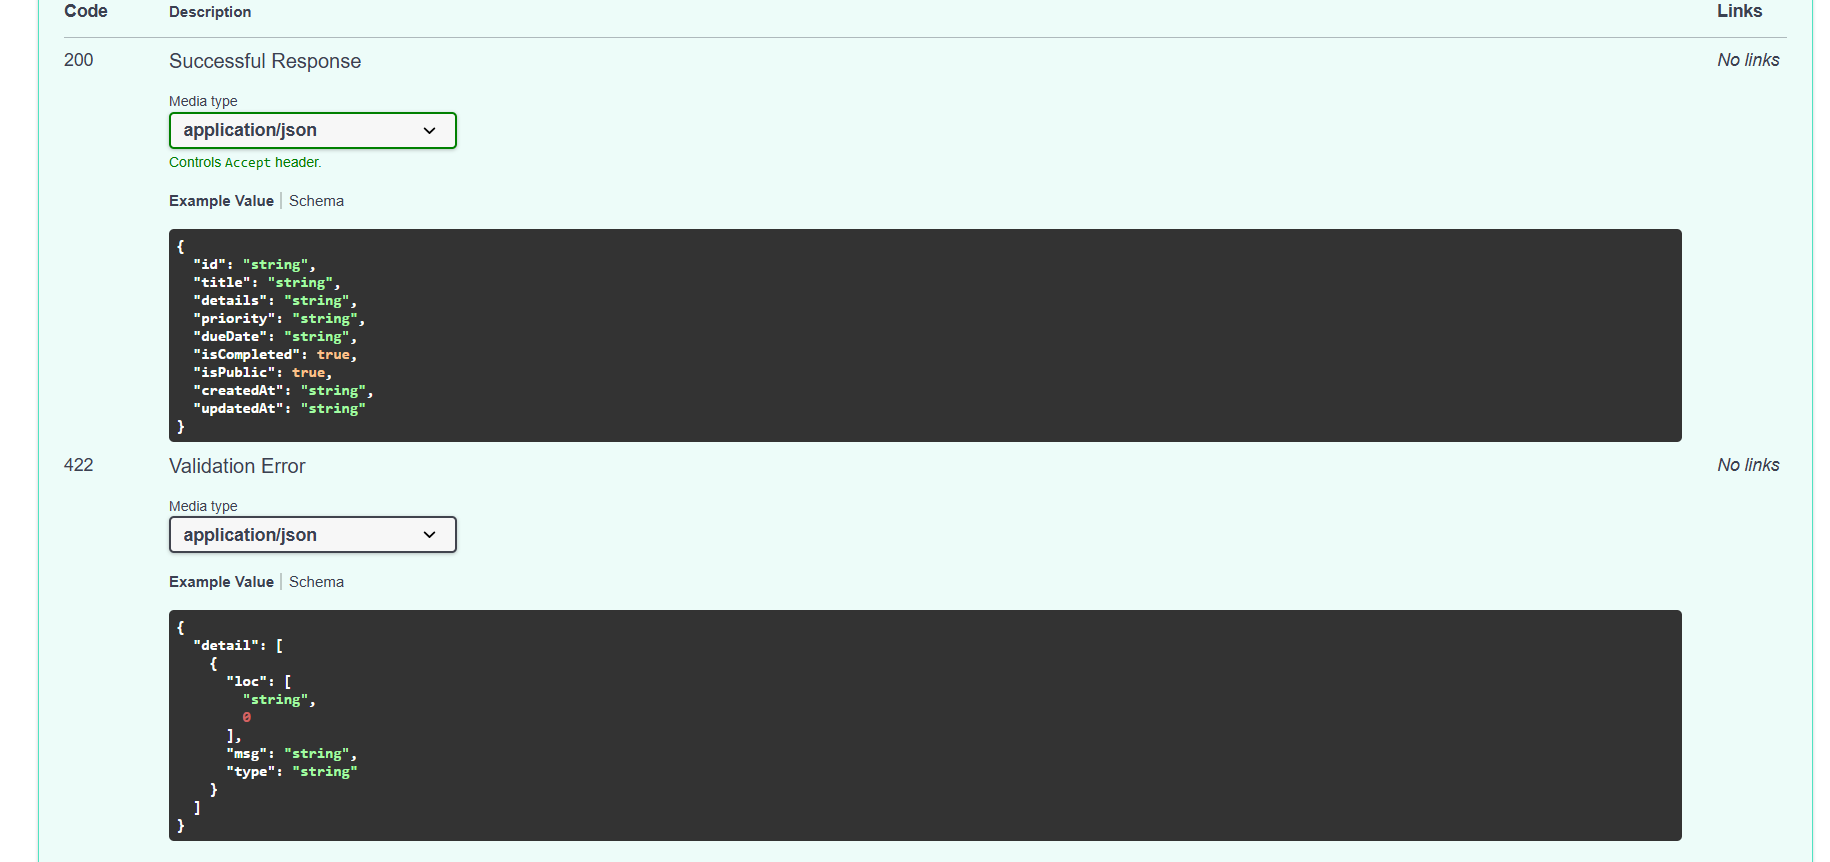 Code Description Links
200 Successful Response No links
Media type
application/json
Controls Accept header.
Example Value Schema
{
  "id": "string",
  "title": "string",
  "details": "string",
  "priority": "string",
  "dueDate": "string",
  "isCompleted": true,
  "isPublic": true,
  "createdAt": "string",
  "updatedAt": "string"
}
422 Validation Error No links
Media type
application/json
Example Value Schema
{
  "detail": [
    {
      "loc": [
        "string",
        0
      ],
      "msg": "string",
      "type": "string"
    }
  ]
}